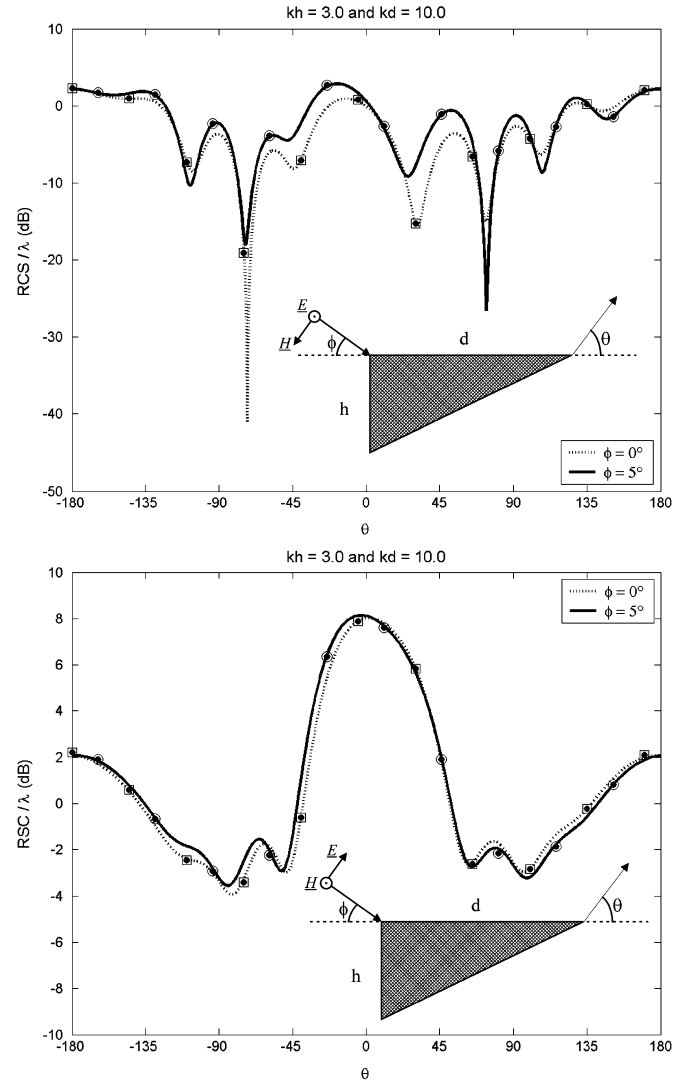 kh = 3.0 and kd = 10.0
10
0
-10
-20
-30
-40
-50
RCS / λ (dB)
E
H
ϕ
d
θ
h
ϕ = 0°
ϕ = 5°
-180 -135 -90 -45 0 45 90 135 180
θ
kh = 3.0 and kd = 10.0
10
8
6
4
2
0
-2
-4
-6
-8
-10
RSC / λ (dB)
ϕ = 0°
ϕ = 5°
E
H
ϕ
d
θ
h
-180 -135 -90 -45 0 45 90 135 180
θ